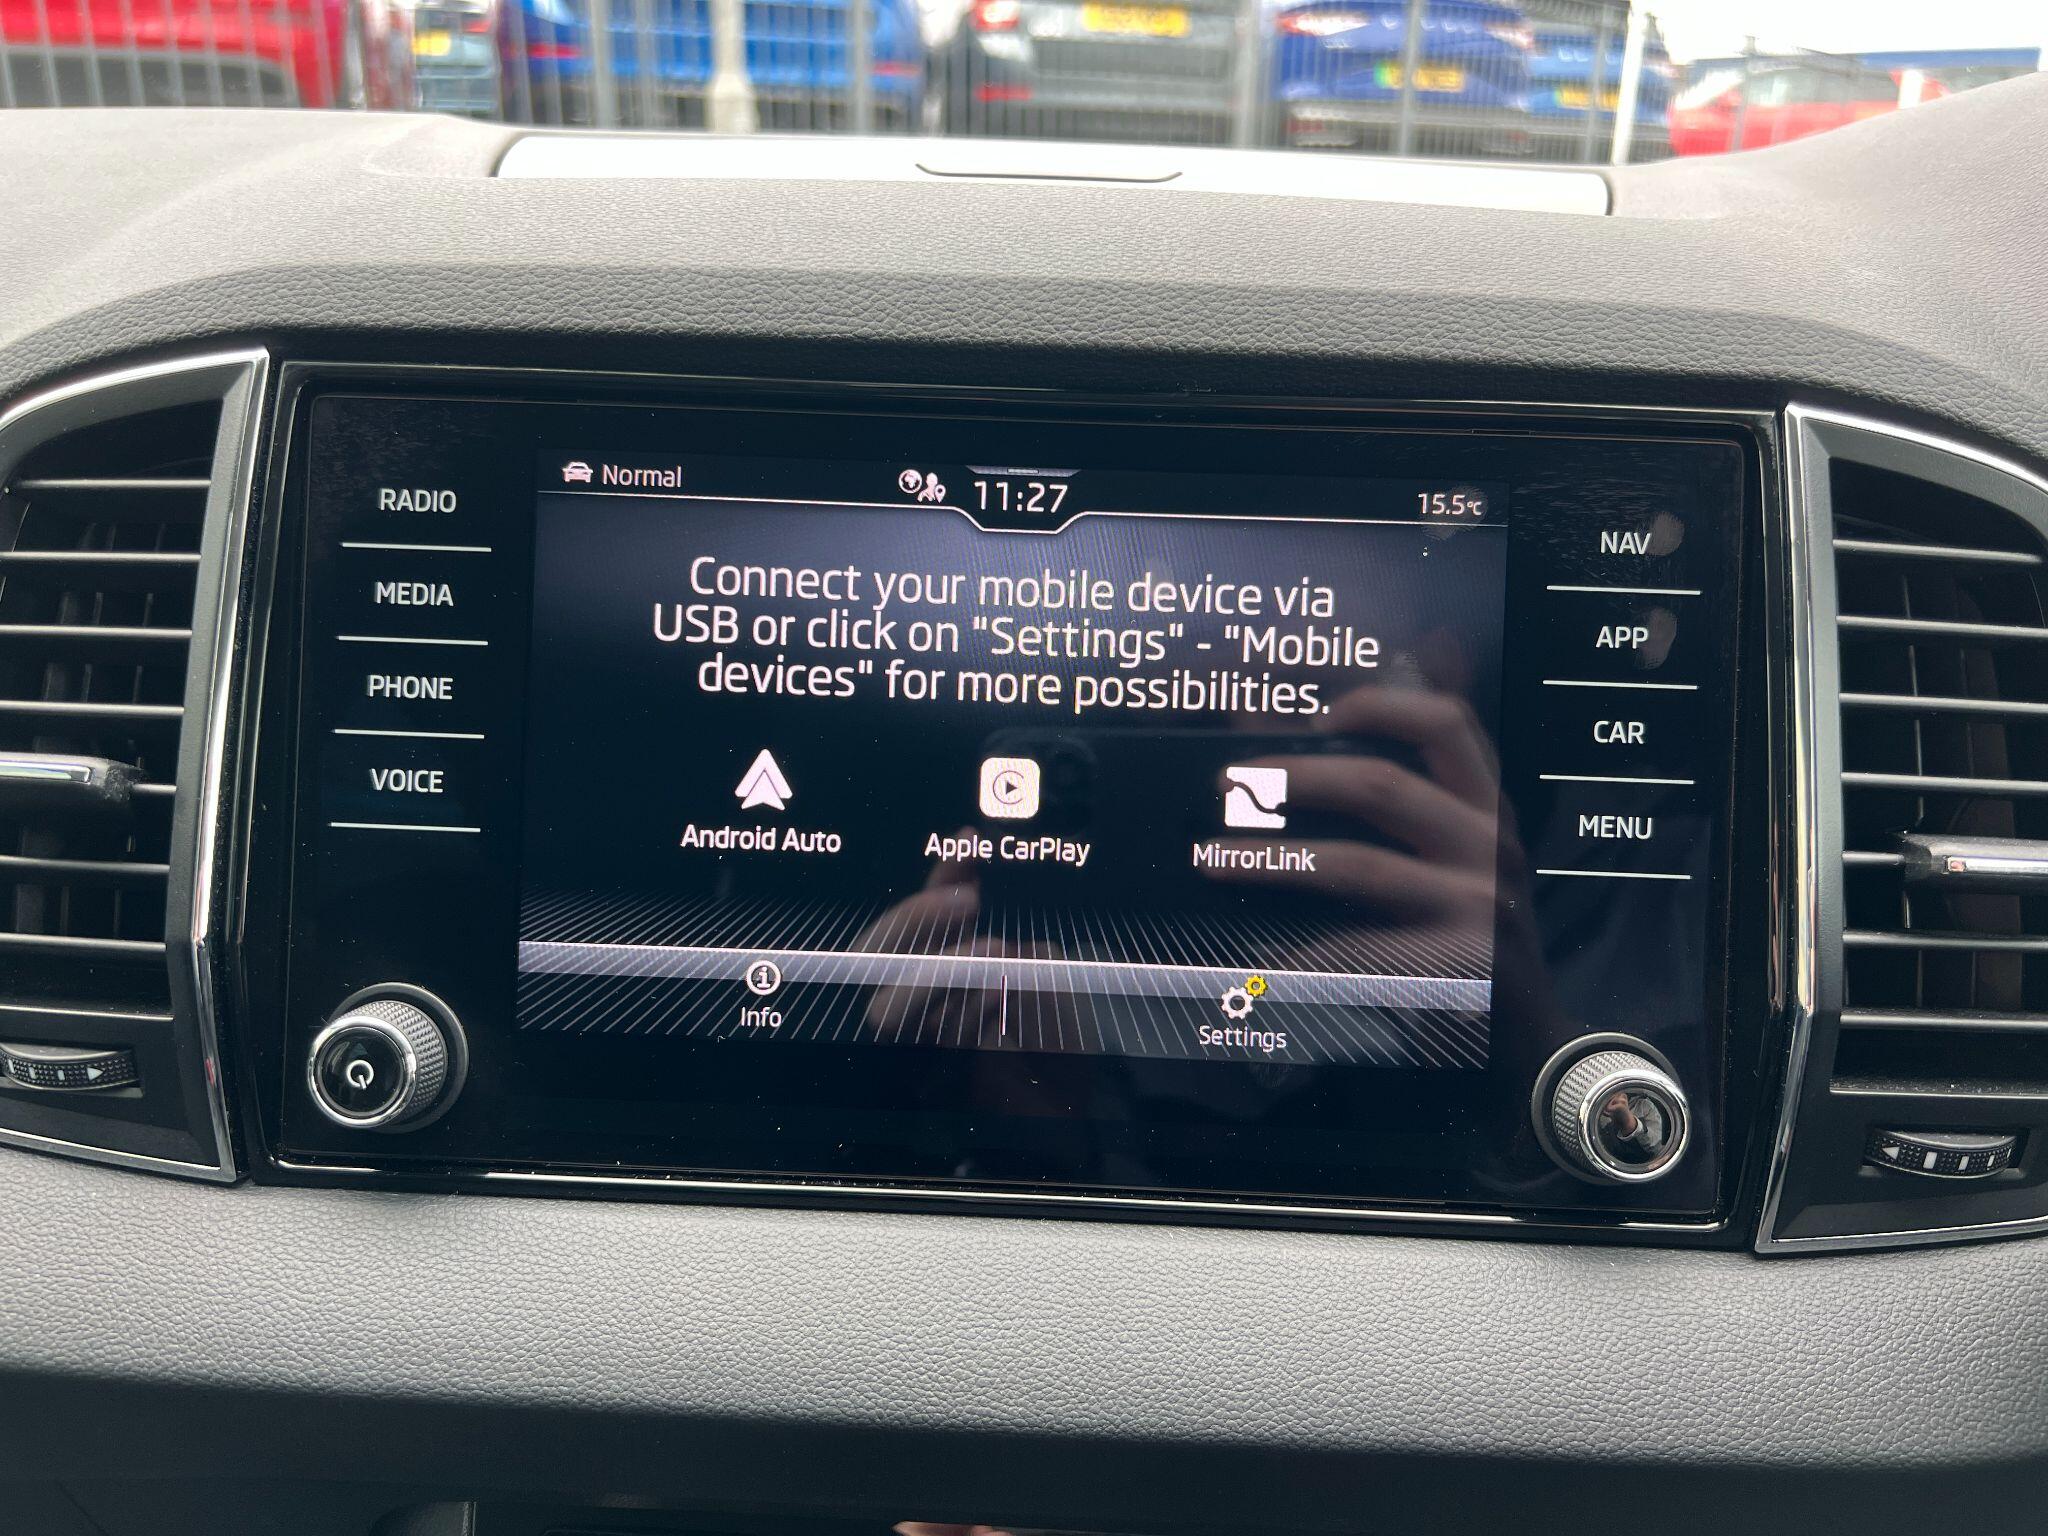 RADIO
MEDIA
PHONE
VOICE
Normal
11:27
15.5°C
Connect your mobile device via
USB or click on "Settings" - "Mobile
devices" for more possibilities.
Android Auto
Apple CarPlay
MirrorLink
Info
Settings
NAV
APP
CAR
MENU